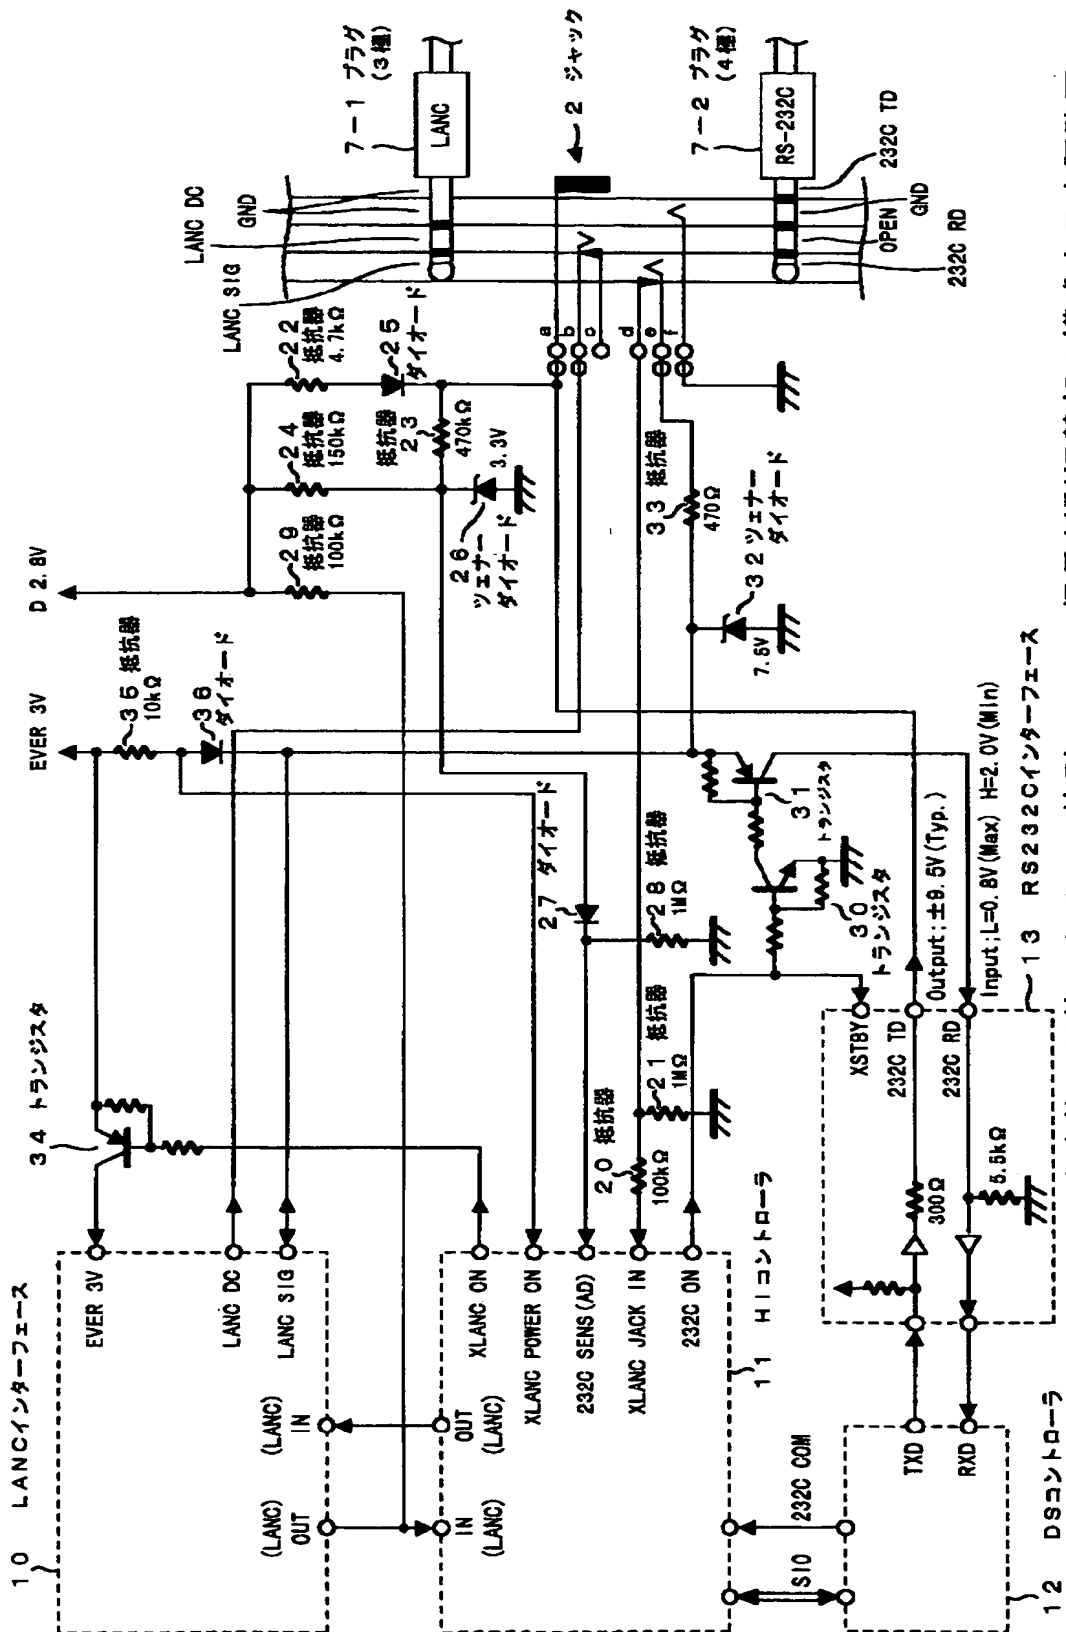 10 LANCインターフェース
EVER 3V
LANC DC
LANC SIG
(LANC)
IN
(LANC)
OUT
34 トランジスタ
EVER 3V
35 抵抗器
10kΩ
36
ダイオード
D 2.8V
29
抵抗器
100kΩ
24
抵抗器
150kΩ
22
抵抗器
4.7kΩ
25
ダイオード
抵抗器
23
470kΩ
3.3V
26
ツェナー
ダイオード
LANC SIG
LANC DC
GND
7-1 プラグ
(3極)
LANC
2 ジャック
a
b
c
d
e
f
7-2 プラグ
(4極)
RS-232C
232C TD
GND
OPEN
232C RD
XLANC ON
XLANC POWER ON
232C SENS(AD)
XLANC JACK IN
232C ON
OUT
(LANC)
IN
(LANC)
11 HIコントローラ
27 ダイオード
28 抵抗器
1MΩ
20 抵抗器
100kΩ
21 抵抗器
1MΩ
33 抵抗器
470Ω
32 ツェナー
ダイオード
7.5V
31
トランジスタ
30
トランジスタ
XSTBY
232C TD
232C RD
300Ω
5.5kΩ
Output;±9.5V(Typ.)
Input;L=0.8V(Max) H=2.0V(Min)
13 RS232Cインターフェース
TXD
RXD
232C COM
SIO
12 DSコントローラ